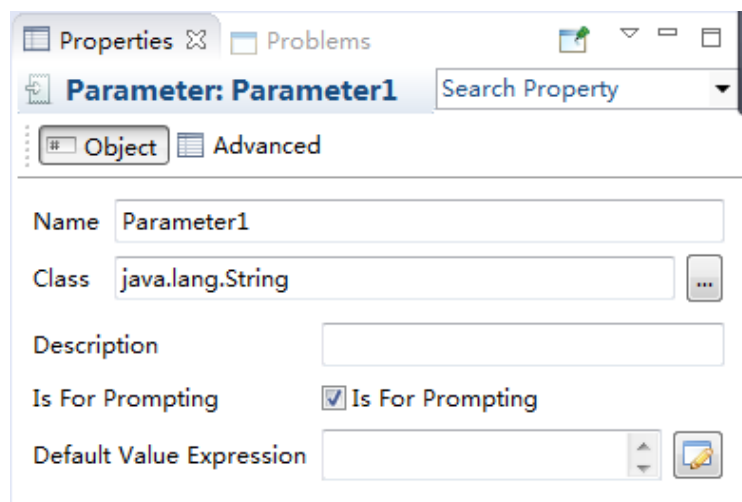 Properties Problems
Parameter: Parameter1 Search Property
# Object Advanced
Name Parameter1
Class java.lang.String ...
Description
Is For Prompting Is For Prompting
Default Value Expression